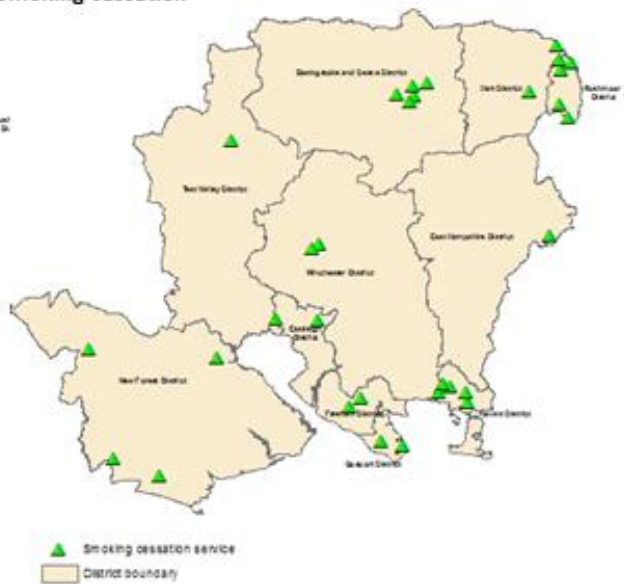 Smoking cessation
Basingstoke and Deane District
Hart District
Rushmoor
District
Test Valley District
East Hampshire District
Winchester District
Eastleigh
District
New Forest District
Fareham District
Havant District
Gosport District
Smoking cessation service
District boundary